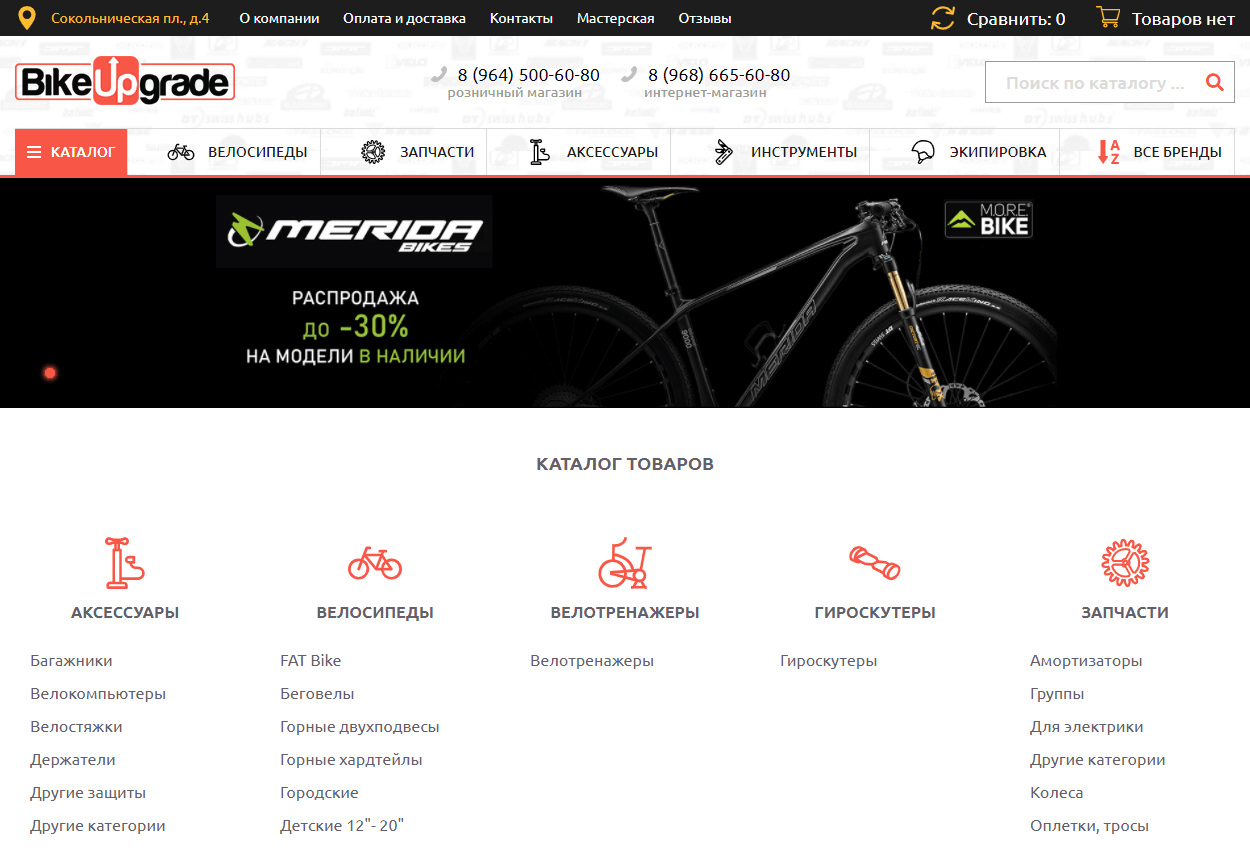 Сокольническая пл., д.4 О компании Оплата и доставка Контакты Мастерская Отзывы Сравнить: 0 Товаров нет
BikeUpgrade
8 (964) 500-60-80 8 (968) 665-60-80
розничный магазин интернет-магазин
Поиск по каталогу ...
КАТАЛОГ ВЕЛОСИПЕДЫ ЗАПЧАСТИ АКСЕССУАРЫ ИНСТРУМЕНТЫ ЭКИПИРОВКА AZ ВСЕ БРЕНДЫ
MERIDA
BIKES
M.O.R.E.
BIKE
РАСПРОДАЖА
ДО -30%
НА МОДЕЛИ В НАЛИЧИИ
MERIDA
КАТАЛОГ ТОВАРОВ
АКСЕССУАРЫ ВЕЛОСИПЕДЫ ВЕЛОТРЕНАЖЕРЫ ГИРОСКУТЕРЫ ЗАПЧАСТИ
Багажники FAT Bike Велотренажеры Гироскутеры Амортизаторы
Велокомпьютеры Беговелы Группы
Велостяжки Горные двухподвесы Для электрики
Держатели Горные хардтейлы Другие категории
Другие защиты Городские Колеса
Другие категории Детские 12"- 20" Оплетки, тросы